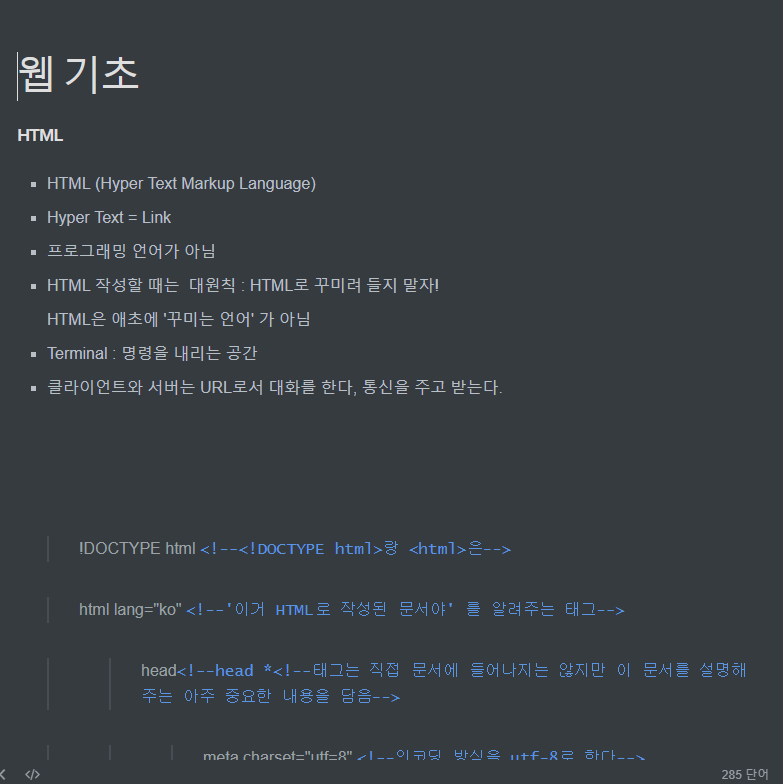 웹 기초
HTML
HTML (Hyper Text Markup Language)
Hyper Text = Link
프로그래밍 언어가 아님
HTML 작성할 때는  대원칙 : HTML로 꾸미려 들지 말자!
HTML은 애초에 '꾸미는 언어' 가 아님
Terminal : 명령을 내리는 공간
클라이언트와 서버는 URL로서 대화를 한다, 통신을 주고 받는다.
!DOCTYPE html <!--<!DOCTYPE html>랑 <html>은-->
html lang="ko" <!--'이거 HTML로 작성된 문서야' 를 알려주는 태그-->
head<!--head *<!--태그는 직접 문서에 들어나지는 않지만 이 문서를 설명해
주는 아주 중요한 내용을 담음-->
meta charset="utf=8" <!--인코딩 방식을 utf-8로 한다-->
</> 285 단어